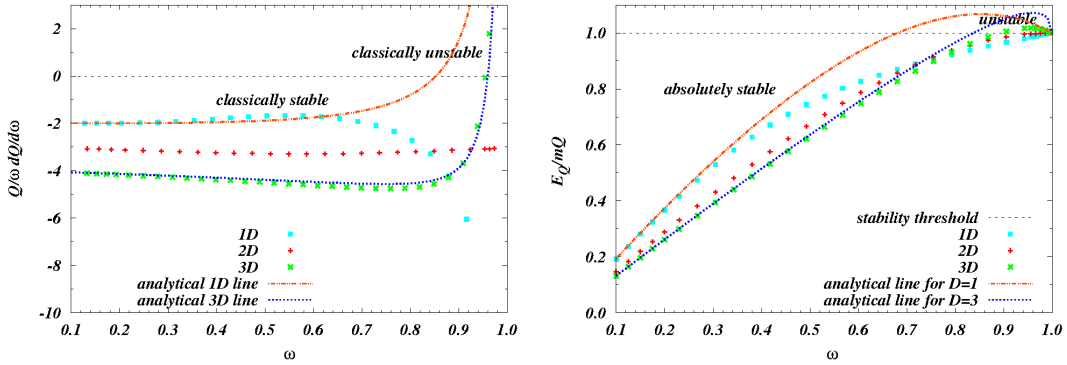 2
0
-2
-4
-6
-8
-10
Q/ω dQ/dω
classically unstable
classically stable
1D
2D
3D
analytical 1D line
analytical 3D line
0.1 0.2 0.3 0.4 0.5 0.6 0.7 0.8 0.9 1.0
ω
1.0
0.8
0.6
0.4
0.2
0.0
E_Q/mQ
unstable
absolutely stable
stability threshold
1D
2D
3D
analytical line for D=1
analytical line for D=3
0.1 0.2 0.3 0.4 0.5 0.6 0.7 0.8 0.9 1.0
ω